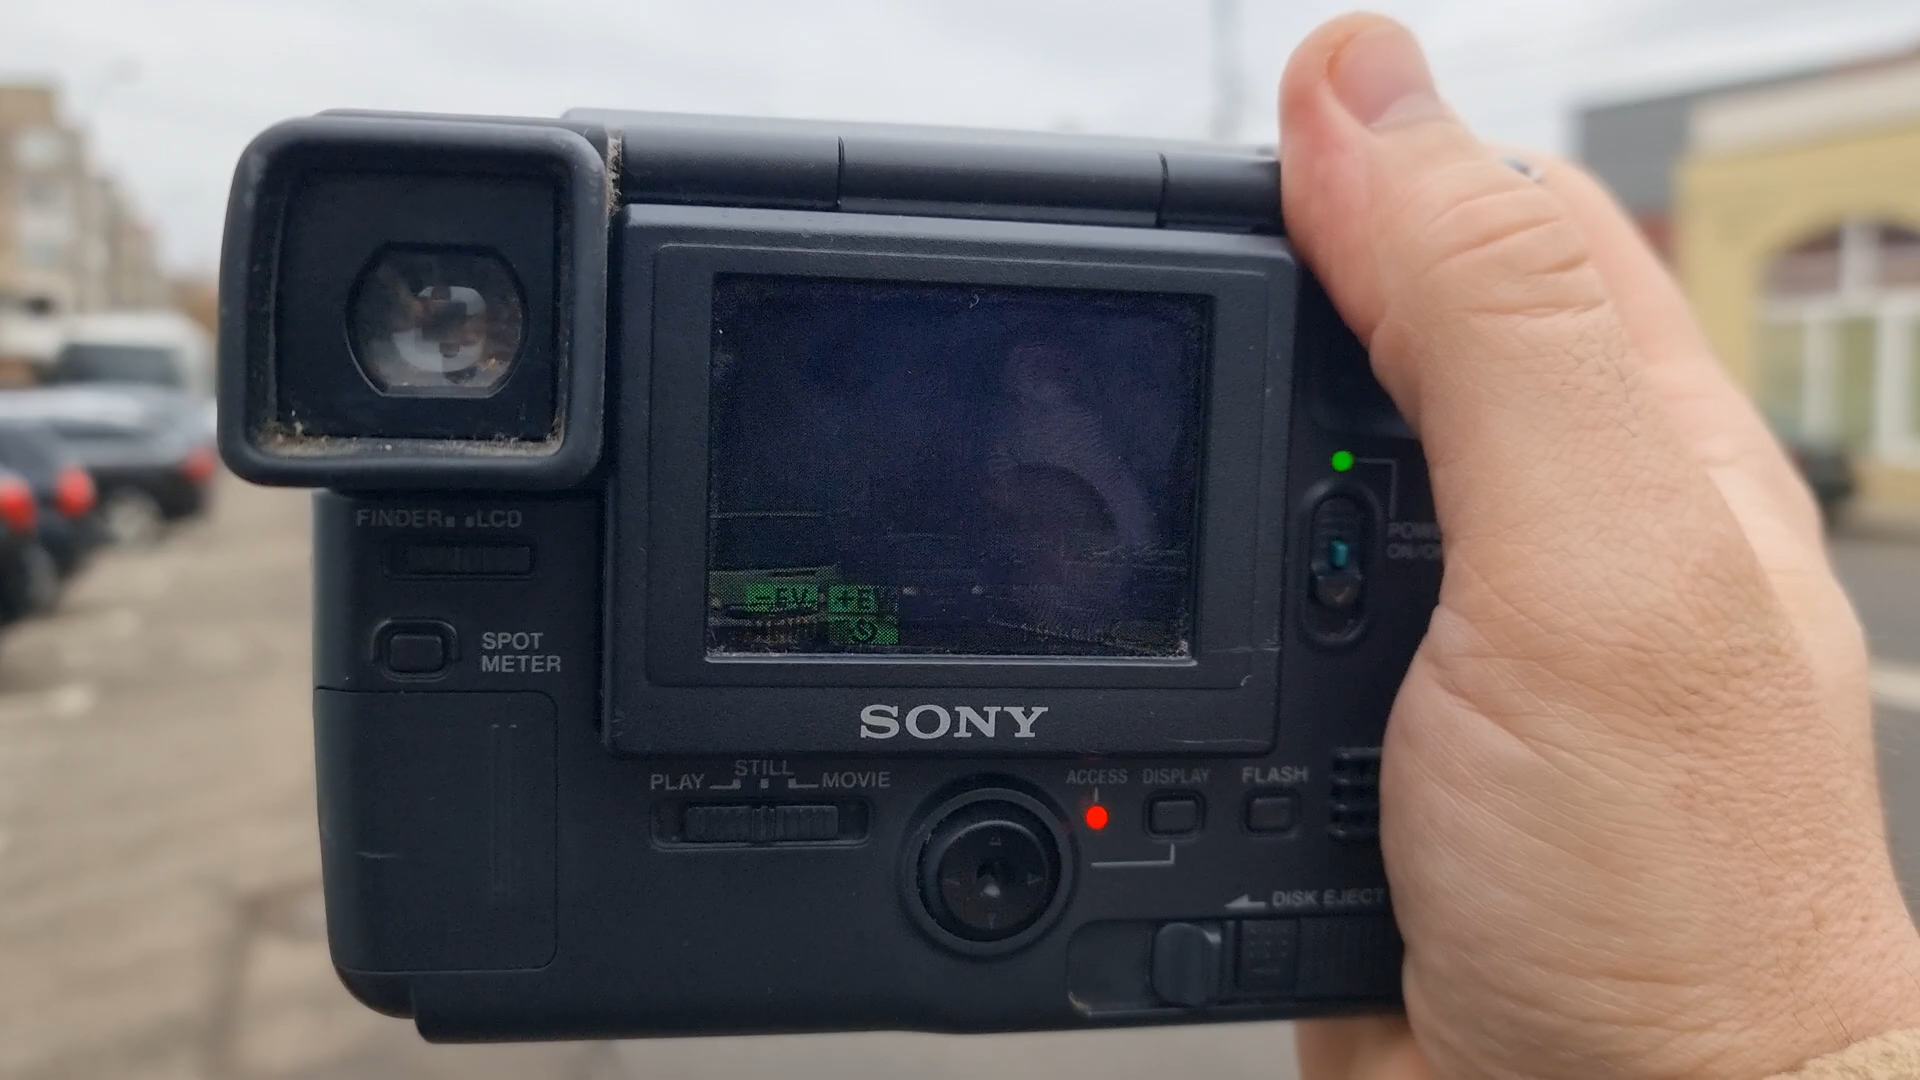 FINDER LCD
SPOT
METER
-EV +EV
SONY
PLAY STILL MOVIE
ACCESS DISPLAY FLASH
DISK EJECT